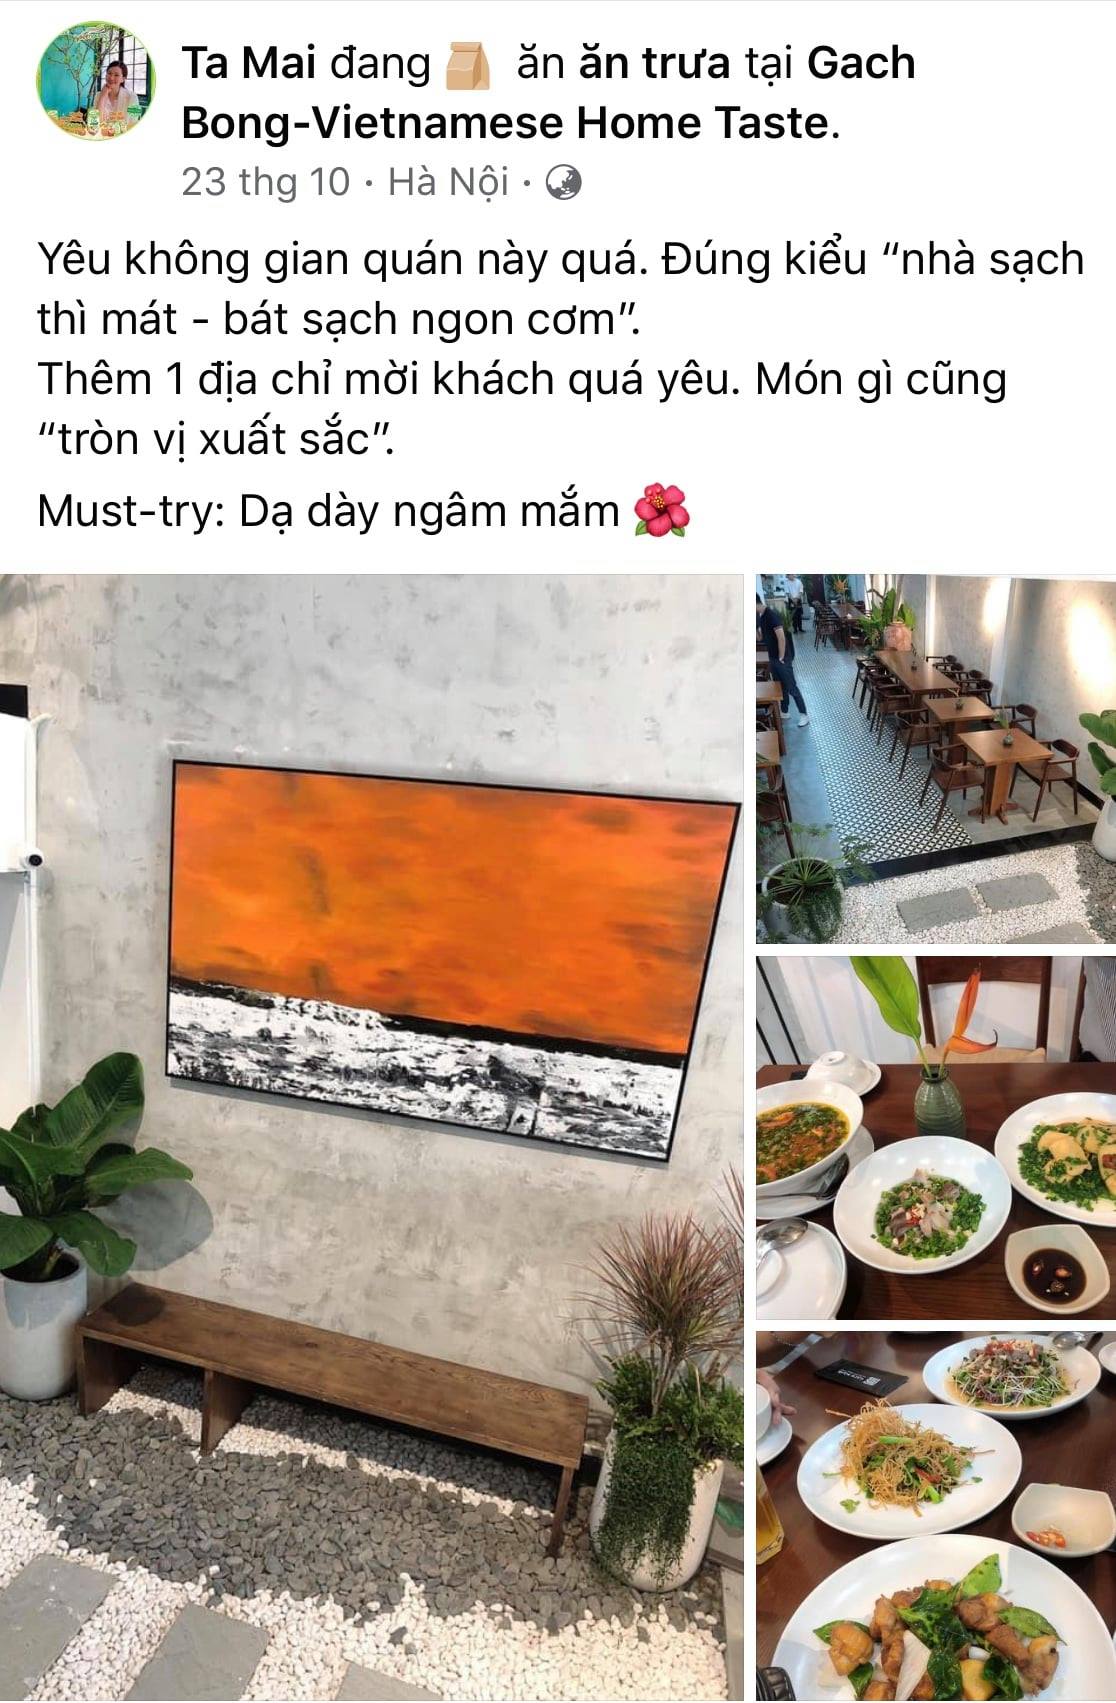 Ta Mai đang ăn ăn trưa tại Gach
Bong-Vietnamese Home Taste.
23 thg 10 · Hà Nội ·
Yêu không gian quán này quá. Đúng kiểu “nhà sạch
thì mát - bát sạch ngon cơm”.
Thêm 1 địa chỉ mời khách quá yêu. Món gì cũng
“tròn vị xuất sắc”.
Must-try: Dạ dày ngâm mắm 🌺